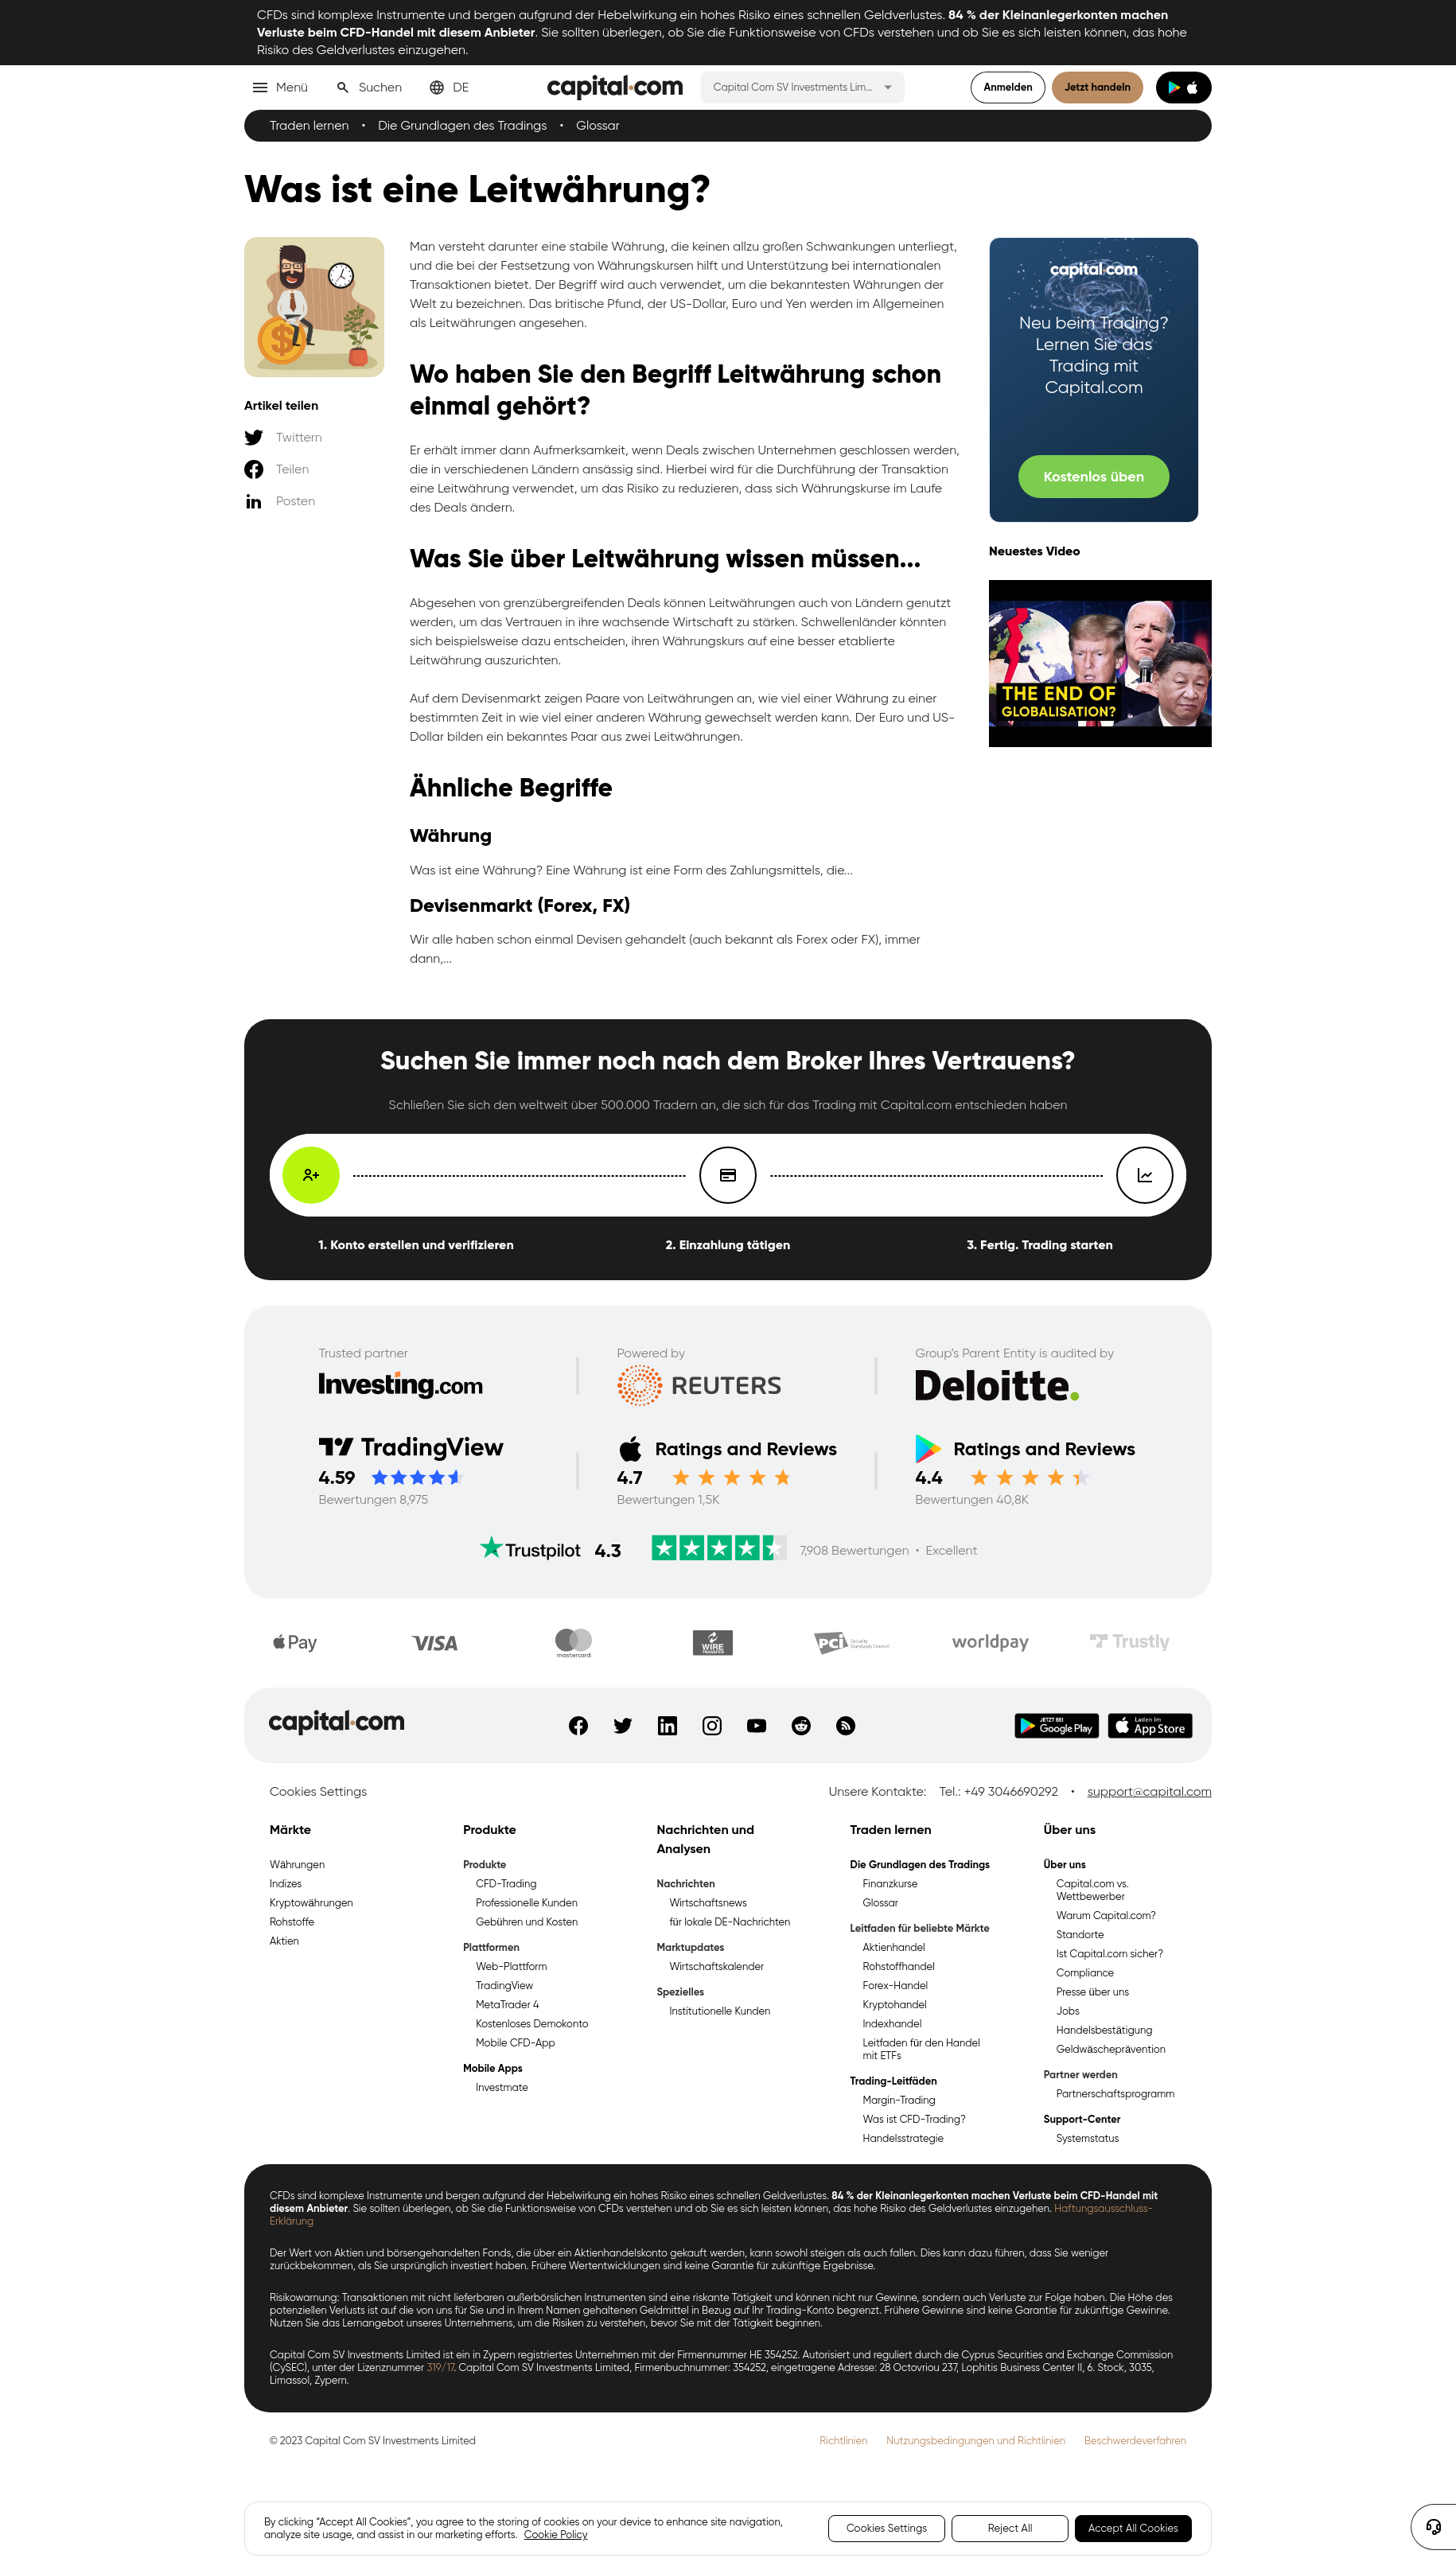 CFDs sind komplexe Instrumente und bergen aufgrund der Hebelwirkung ein hohes Risiko eines schnellen Geldverlustes. 84 % der Kleinanlegerkonten machen
Verluste beim CFD-Handel mit diesem Anbieter. Sie sollten überlegen, ob Sie die Funktionsweise von CFDs verstehen und ob Sie es sich leisten können, das hohe
Risiko des Geldverlustes einzugehen.
Menü
Suchen
DE
capital.com
Capital Com SV Investments Lim...
Anmelden
Jetzt handeln
Traden lernen • Die Grundlagen des Tradings • Glossar
Was ist eine Leitwährung?
Artikel teilen
Twittern
Teilen
Posten
Man versteht darunter eine stabile Währung, die keinen allzu großen Schwankungen unterliegt,
und die bei der Festsetzung von Währungskursen hilft und Unterstützung bei internationalen
Transaktionen bietet. Der Begriff wird auch verwendet, um die bekanntesten Währungen der
Welt zu bezeichnen. Das britische Pfund, der US-Dollar, Euro und Yen werden im Allgemeinen
als Leitwährungen angesehen.
Wo haben Sie den Begriff Leitwährung schon
einmal gehört?
Er erhält immer dann Aufmerksamkeit, wenn Deals zwischen Unternehmen geschlossen werden,
die in verschiedenen Ländern ansässig sind. Hierbei wird für die Durchführung der Transaktion
eine Leitwährung verwendet, um das Risiko zu reduzieren, dass sich Währungskurse im Laufe
des Deals ändern.
Was Sie über Leitwährung wissen müssen...
Abgesehen von grenzübergreifenden Deals können Leitwährungen auch von Ländern genutzt
werden, um das Vertrauen in ihre wachsende Wirtschaft zu stärken. Schwellenländer könnten
sich beispielsweise dazu entscheiden, ihren Währungskurs auf eine besser etablierte
Leitwährung auszurichten.
Auf dem Devisenmarkt zeigen Paare von Leitwährungen an, wie viel einer Währung zu einer
bestimmten Zeit in wie viel einer anderen Währung gewechselt werden kann. Der Euro und US-
Dollar bilden ein bekanntes Paar aus zwei Leitwährungen.
Ähnliche Begriffe
Währung
Was ist eine Währung? Eine Währung ist eine Form des Zahlungsmittels, die...
Devisenmarkt (Forex, FX)
Wir alle haben schon einmal Devisen gehandelt (auch bekannt als Forex oder FX), immer
dann,...
capital.com
Neu beim Trading?
Lernen Sie das
Trading mit
Capital.com
Kostenlos üben
Neuestes Video
THE END OF
GLOBALISATION?
Suchen Sie immer noch nach dem Broker Ihres Vertrauens?
Schließen Sie sich den weltweit über 500.000 Tradern an, die sich für das Trading mit Capital.com entschieden haben
1. Konto erstellen und verifizieren
2. Einzahlung tätigen
3. Fertig. Trading starten
Trusted partner
Investing.com
Powered by
REUTERS
Group's Parent Entity is audited by
Deloitte.
TradingView
4.59
Bewertungen 8,975
Ratings and Reviews
4.7
Bewertungen 1,5K
Ratings and Reviews
4.4
Bewertungen 40,8K
Trustpilot 4.3 7,908 Bewertungen • Excellent
Pay
VISA
mastercard
WIRE
TRANSFER
PCI Security
Standards Council
worldpay
Trustly
capital.com
JETZT BEI
Google Play
Laden im
App Store
Cookies Settings
Unsere Kontakte: Tel.: +49 3046690292 • support@capital.com
Märkte
Währungen
Indizes
Kryptowährungen
Rohstoffe
Aktien
Produkte
Produkte
CFD-Trading
Professionelle Kunden
Gebühren und Kosten
Plattformen
Web-Plattform
TradingView
MetaTrader 4
Kostenloses Demokonto
Mobile CFD-App
Mobile Apps
Investmate
Nachrichten und
Analysen
Nachrichten
Wirtschaftsnews
für lokale DE-Nachrichten
Marktupdates
Wirtschaftskalender
Spezielles
Institutionelle Kunden
Traden lernen
Die Grundlagen des Tradings
Finanzkurse
Glossar
Leitfaden für beliebte Märkte
Aktienhandel
Rohstoffhandel
Forex-Handel
Kryptohandel
Indexhandel
Leitfaden für den Handel
mit ETFs
Trading-Leitfäden
Margin-Trading
Was ist CFD-Trading?
Handelsstrategie
Über uns
Über uns
Capital.com vs.
Wettbewerber
Warum Capital.com?
Standorte
Ist Capital.com sicher?
Compliance
Presse über uns
Jobs
Handelsbestätigung
Geldwäscheprävention
Partner werden
Partnerschaftsprogramm
Support-Center
Systemstatus
CFDs sind komplexe Instrumente und bergen aufgrund der Hebelwirkung ein hohes Risiko eines schnellen Geldverlustes. 84 % der Kleinanlegerkonten machen Verluste beim CFD-Handel mit
diesem Anbieter. Sie sollten überlegen, ob Sie die Funktionsweise von CFDs verstehen und ob Sie es sich leisten können, das hohe Risiko des Geldverlustes einzugehen. Haftungsausschluss-
Erklärung
Der Wert von Aktien und börsengehandelten Fonds, die über ein Aktienhandelskonto gekauft werden, kann sowohl steigen als auch fallen. Dies kann dazu führen, dass Sie weniger
zurückbekommen, als Sie ursprünglich investiert haben. Frühere Wertentwicklungen sind keine Garantie für zukünftige Ergebnisse.
Risikowarnung: Transaktionen mit nicht lieferbaren außerbörslichen Instrumenten sind eine riskante Tätigkeit und können nicht nur Gewinne, sondern auch Verluste zur Folge haben. Die Höhe des
potenziellen Verlusts ist auf die von uns für Sie und in Ihrem Namen gehaltenen Geldmittel in Bezug auf Ihr Trading-Konto begrenzt. Frühere Gewinne sind keine Garantie für zukünftige Gewinne.
Nutzen Sie das Lernangebot unseres Unternehmens, um die Risiken zu verstehen, bevor Sie mit der Tätigkeit beginnen.
Capital Com SV Investments Limited ist ein in Zypern registriertes Unternehmen mit der Firmennummer HE 354252. Autorisiert und reguliert durch die Cyprus Securities and Exchange Commission
(CySEC), unter der Lizenznummer 319/17. Capital Com SV Investments Limited, Firmenbuchnummer: 354252, eingetragene Adresse: 28 Octovriou 237, Lophitis Business Center II, 6. Stock, 3035,
Limassol, Zypern.
© 2023 Capital Com SV Investments Limited
Richtlinien
Nutzungsbedingungen und Richtlinien
Beschwerdeverfahren
By clicking “Accept All Cookies”, you agree to the storing of cookies on your device to enhance site navigation,
analyze site usage, and assist in our marketing efforts. Cookie Policy
Cookies Settings
Reject All
Accept All Cookies